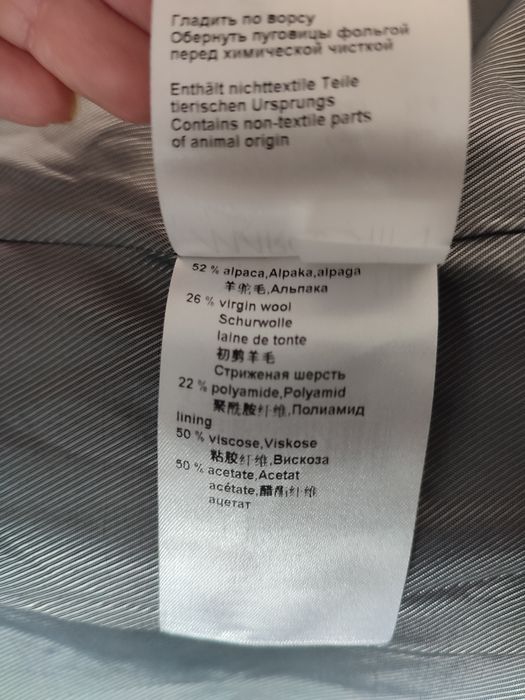 Гладить по ворсу
Обернуть пуговицы фольгой
перед химической чисткой
Enthält nichttextile Teile
tierischen Ursprungs
Contains non-textile parts
of animal origin
52 % alpaca,Alpaka,alpaga
羊驼毛,Альпака
26 % virgin wool
Schurwolle
laine de tonte
初剪羊毛
Стриженая шерсть
22 % polyamide,Polyamid
聚酰胺纤维,Полиамид
lining
50 % viscose,Viskose
粘胶纤维,Вискоза
50 % acetate,Acetat
acétate,醋酯纤维
ацетат